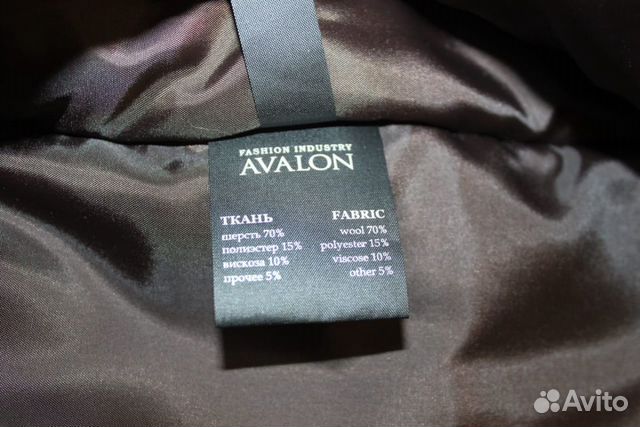 FASHION INDUSTRY
AVALON
ТКАНЬ FABRIC
шерсть 70% wool 70%
полиэстер 15% polyester 15%
вискоза 10% viscose 10%
прочее 5% other 5%
Avito